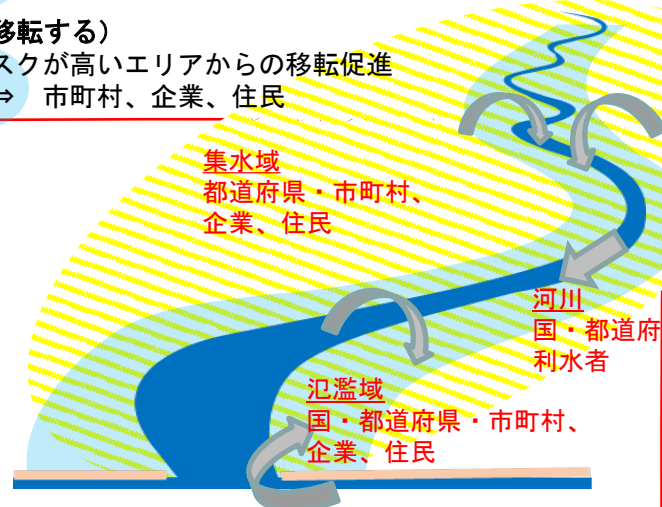 移転する）
スクが高いエリアからの移転促進
⇒　市町村、企業、住民
集水域
都道府県・市町村、
企業、住民
河川
国・都道府
利水者
氾濫域
国・都道府県・市町村、
企業、住民